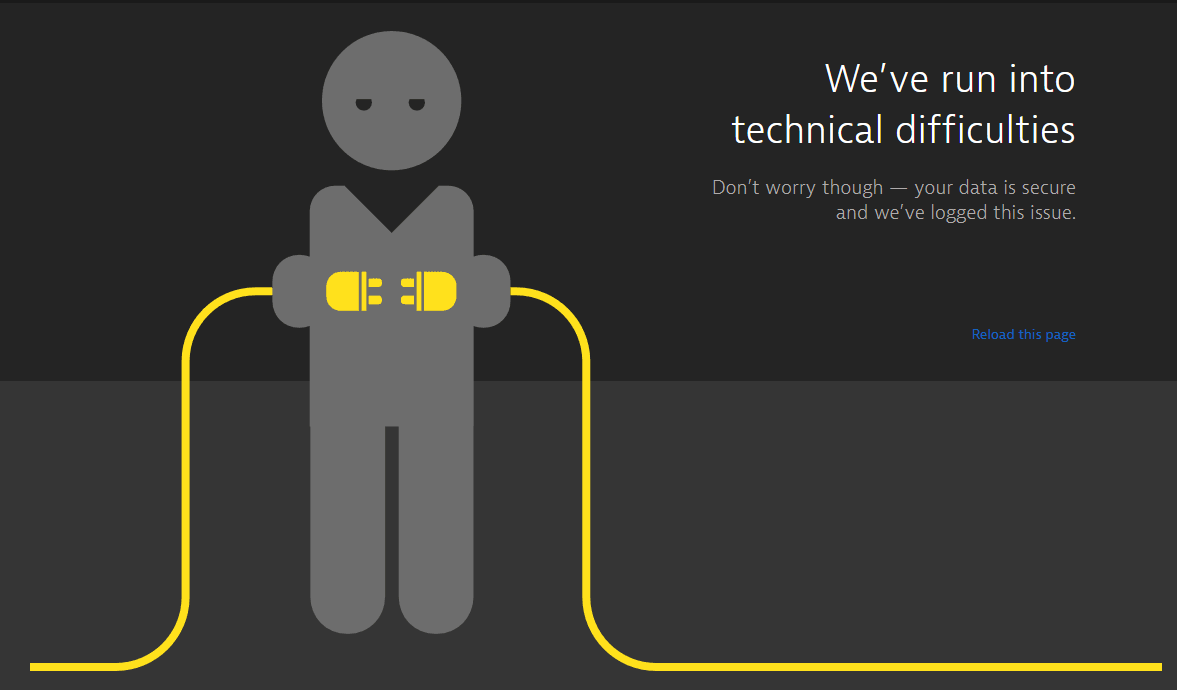 We’ve run into
technical difficulties
Don’t worry though — your data is secure
and we’ve logged this issue.
Reload this page